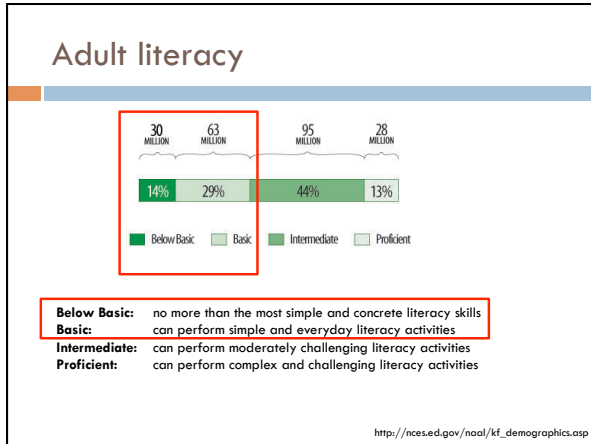 Adult literacy
30 63 95 28
MILLION MILLION MILLION MILLION
14% 29% 44% 13%
Below Basic Basic Intermediate Proficient
Below Basic: no more than the most simple and concrete literacy skills
Basic: can perform simple and everyday literacy activities
Intermediate: can perform moderately challenging literacy activities
Proficient: can perform complex and challenging literacy activities
http://nces.ed.gov/naal/kf_demographics.asp